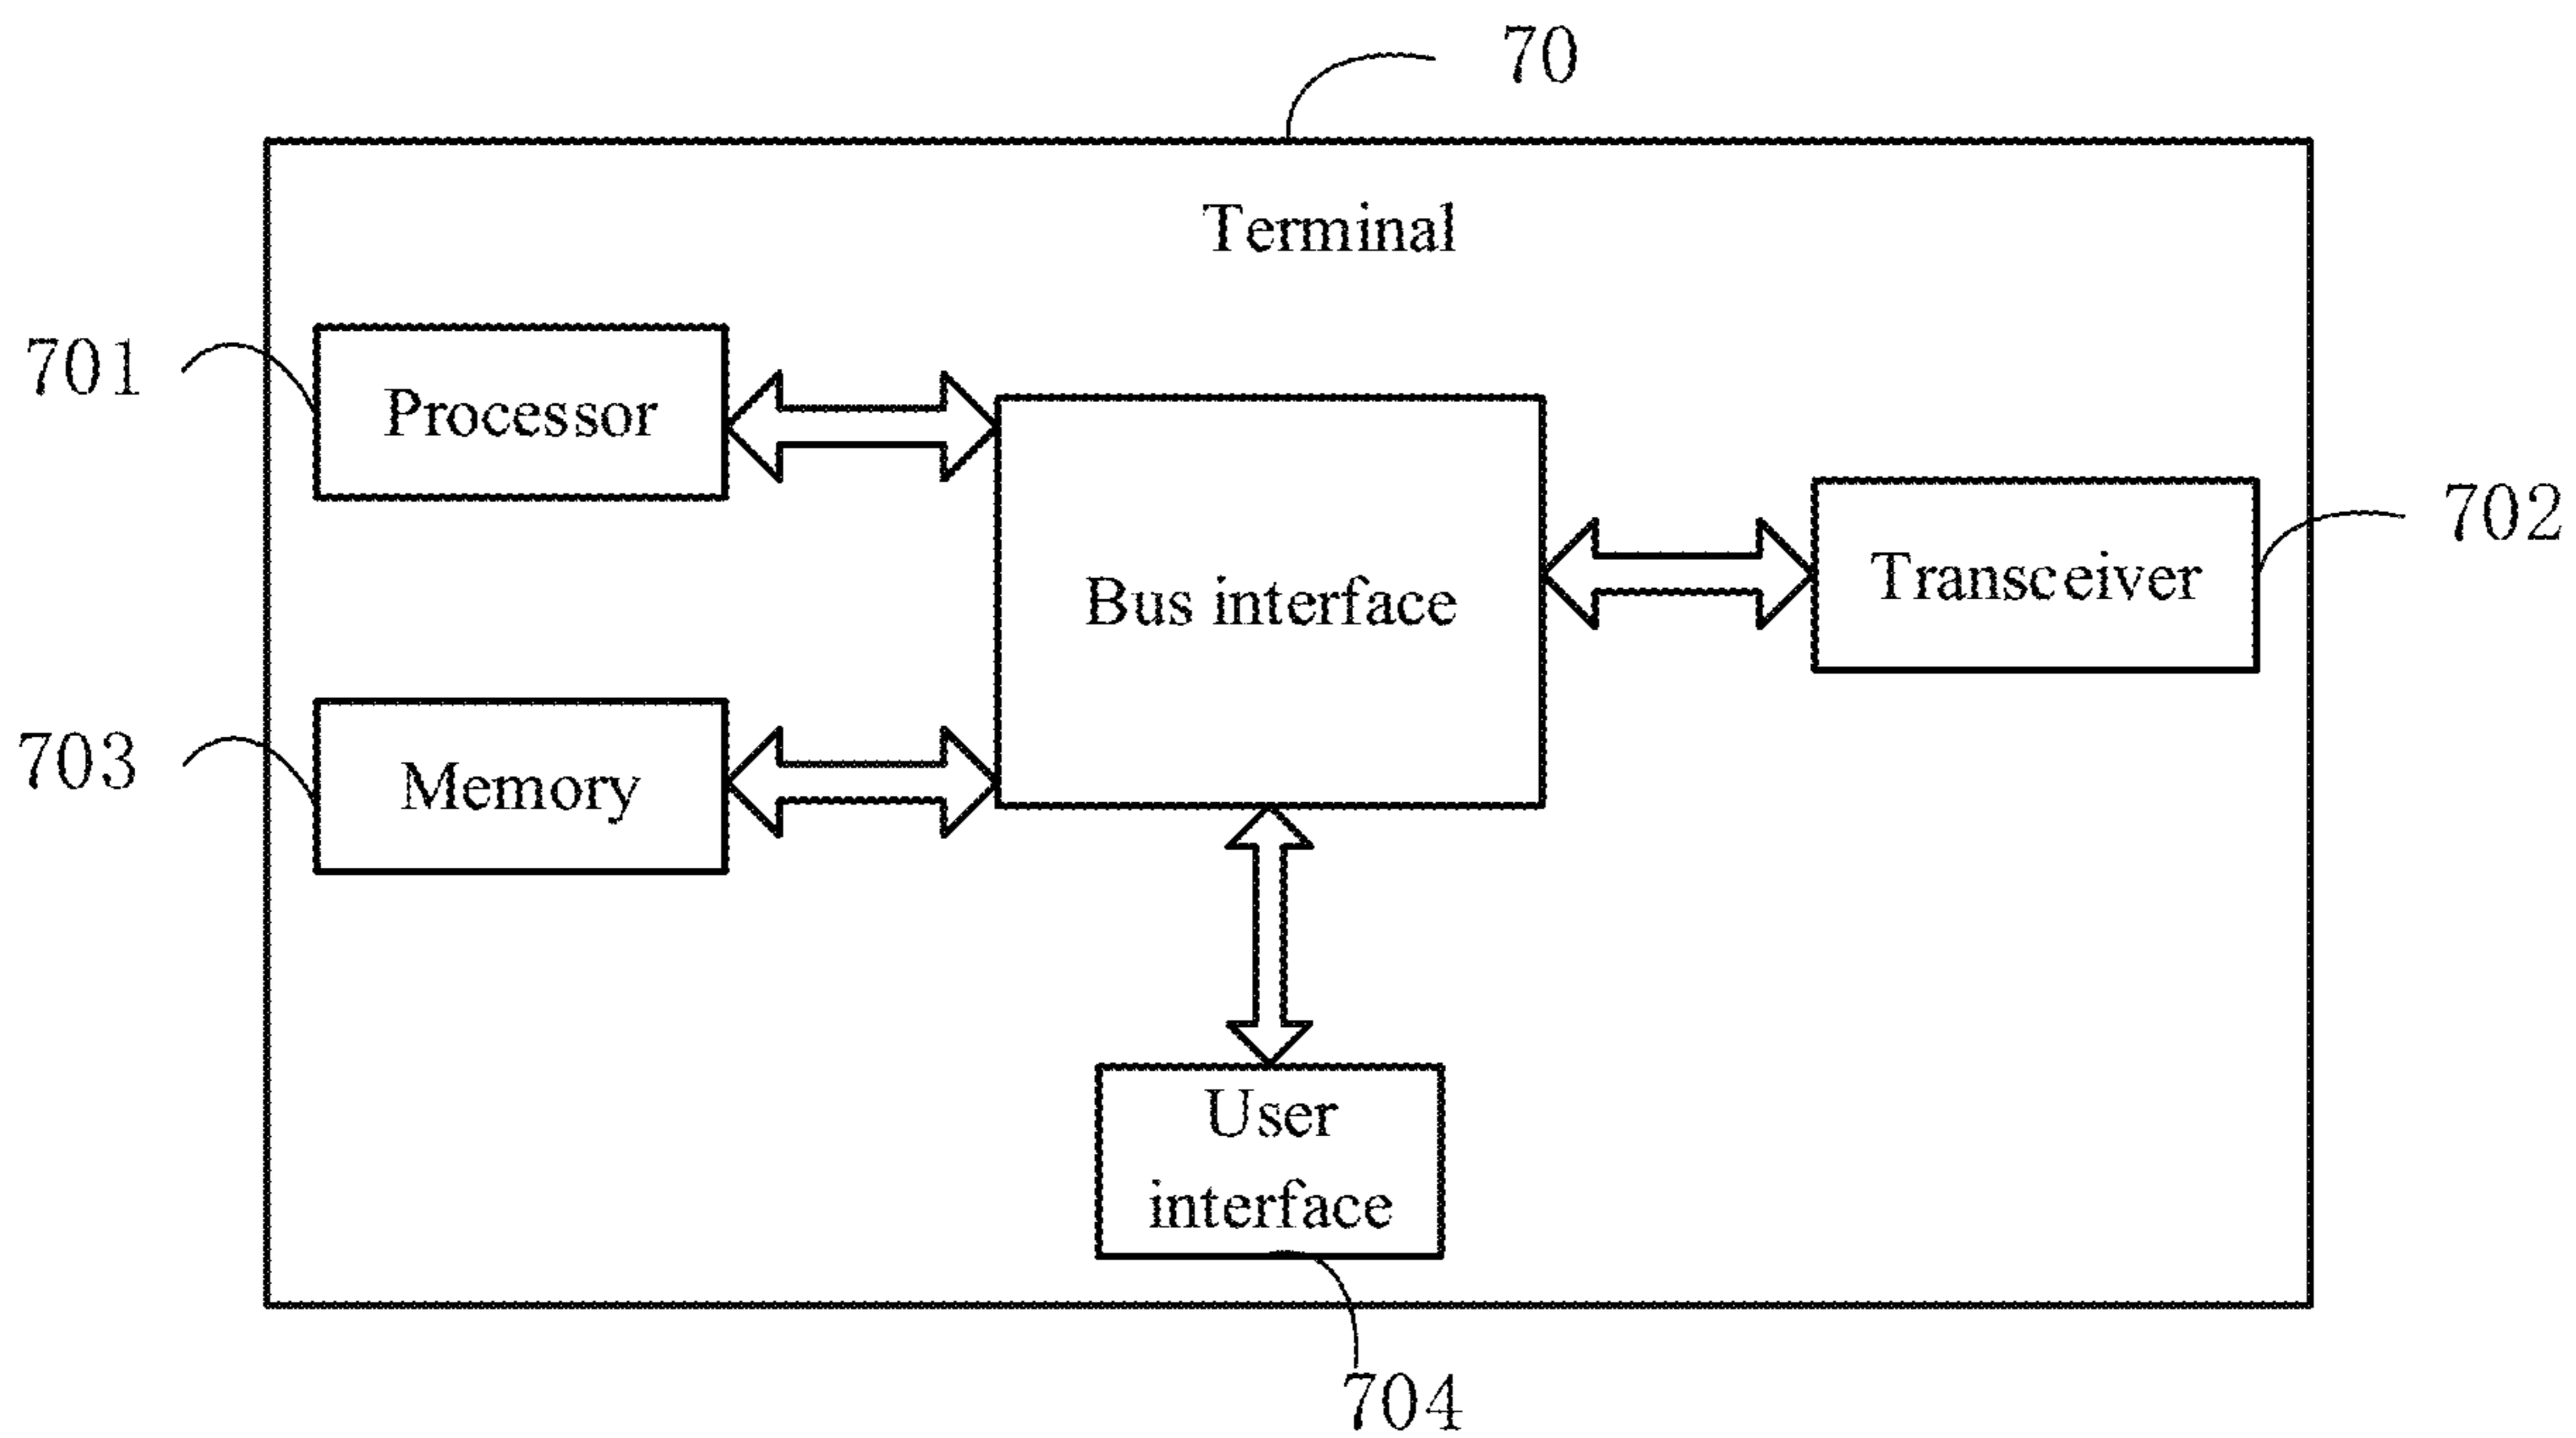 70
Terminal
701
Processor
702
Bus interface
Transceiver
703
Memory
User
interface
704